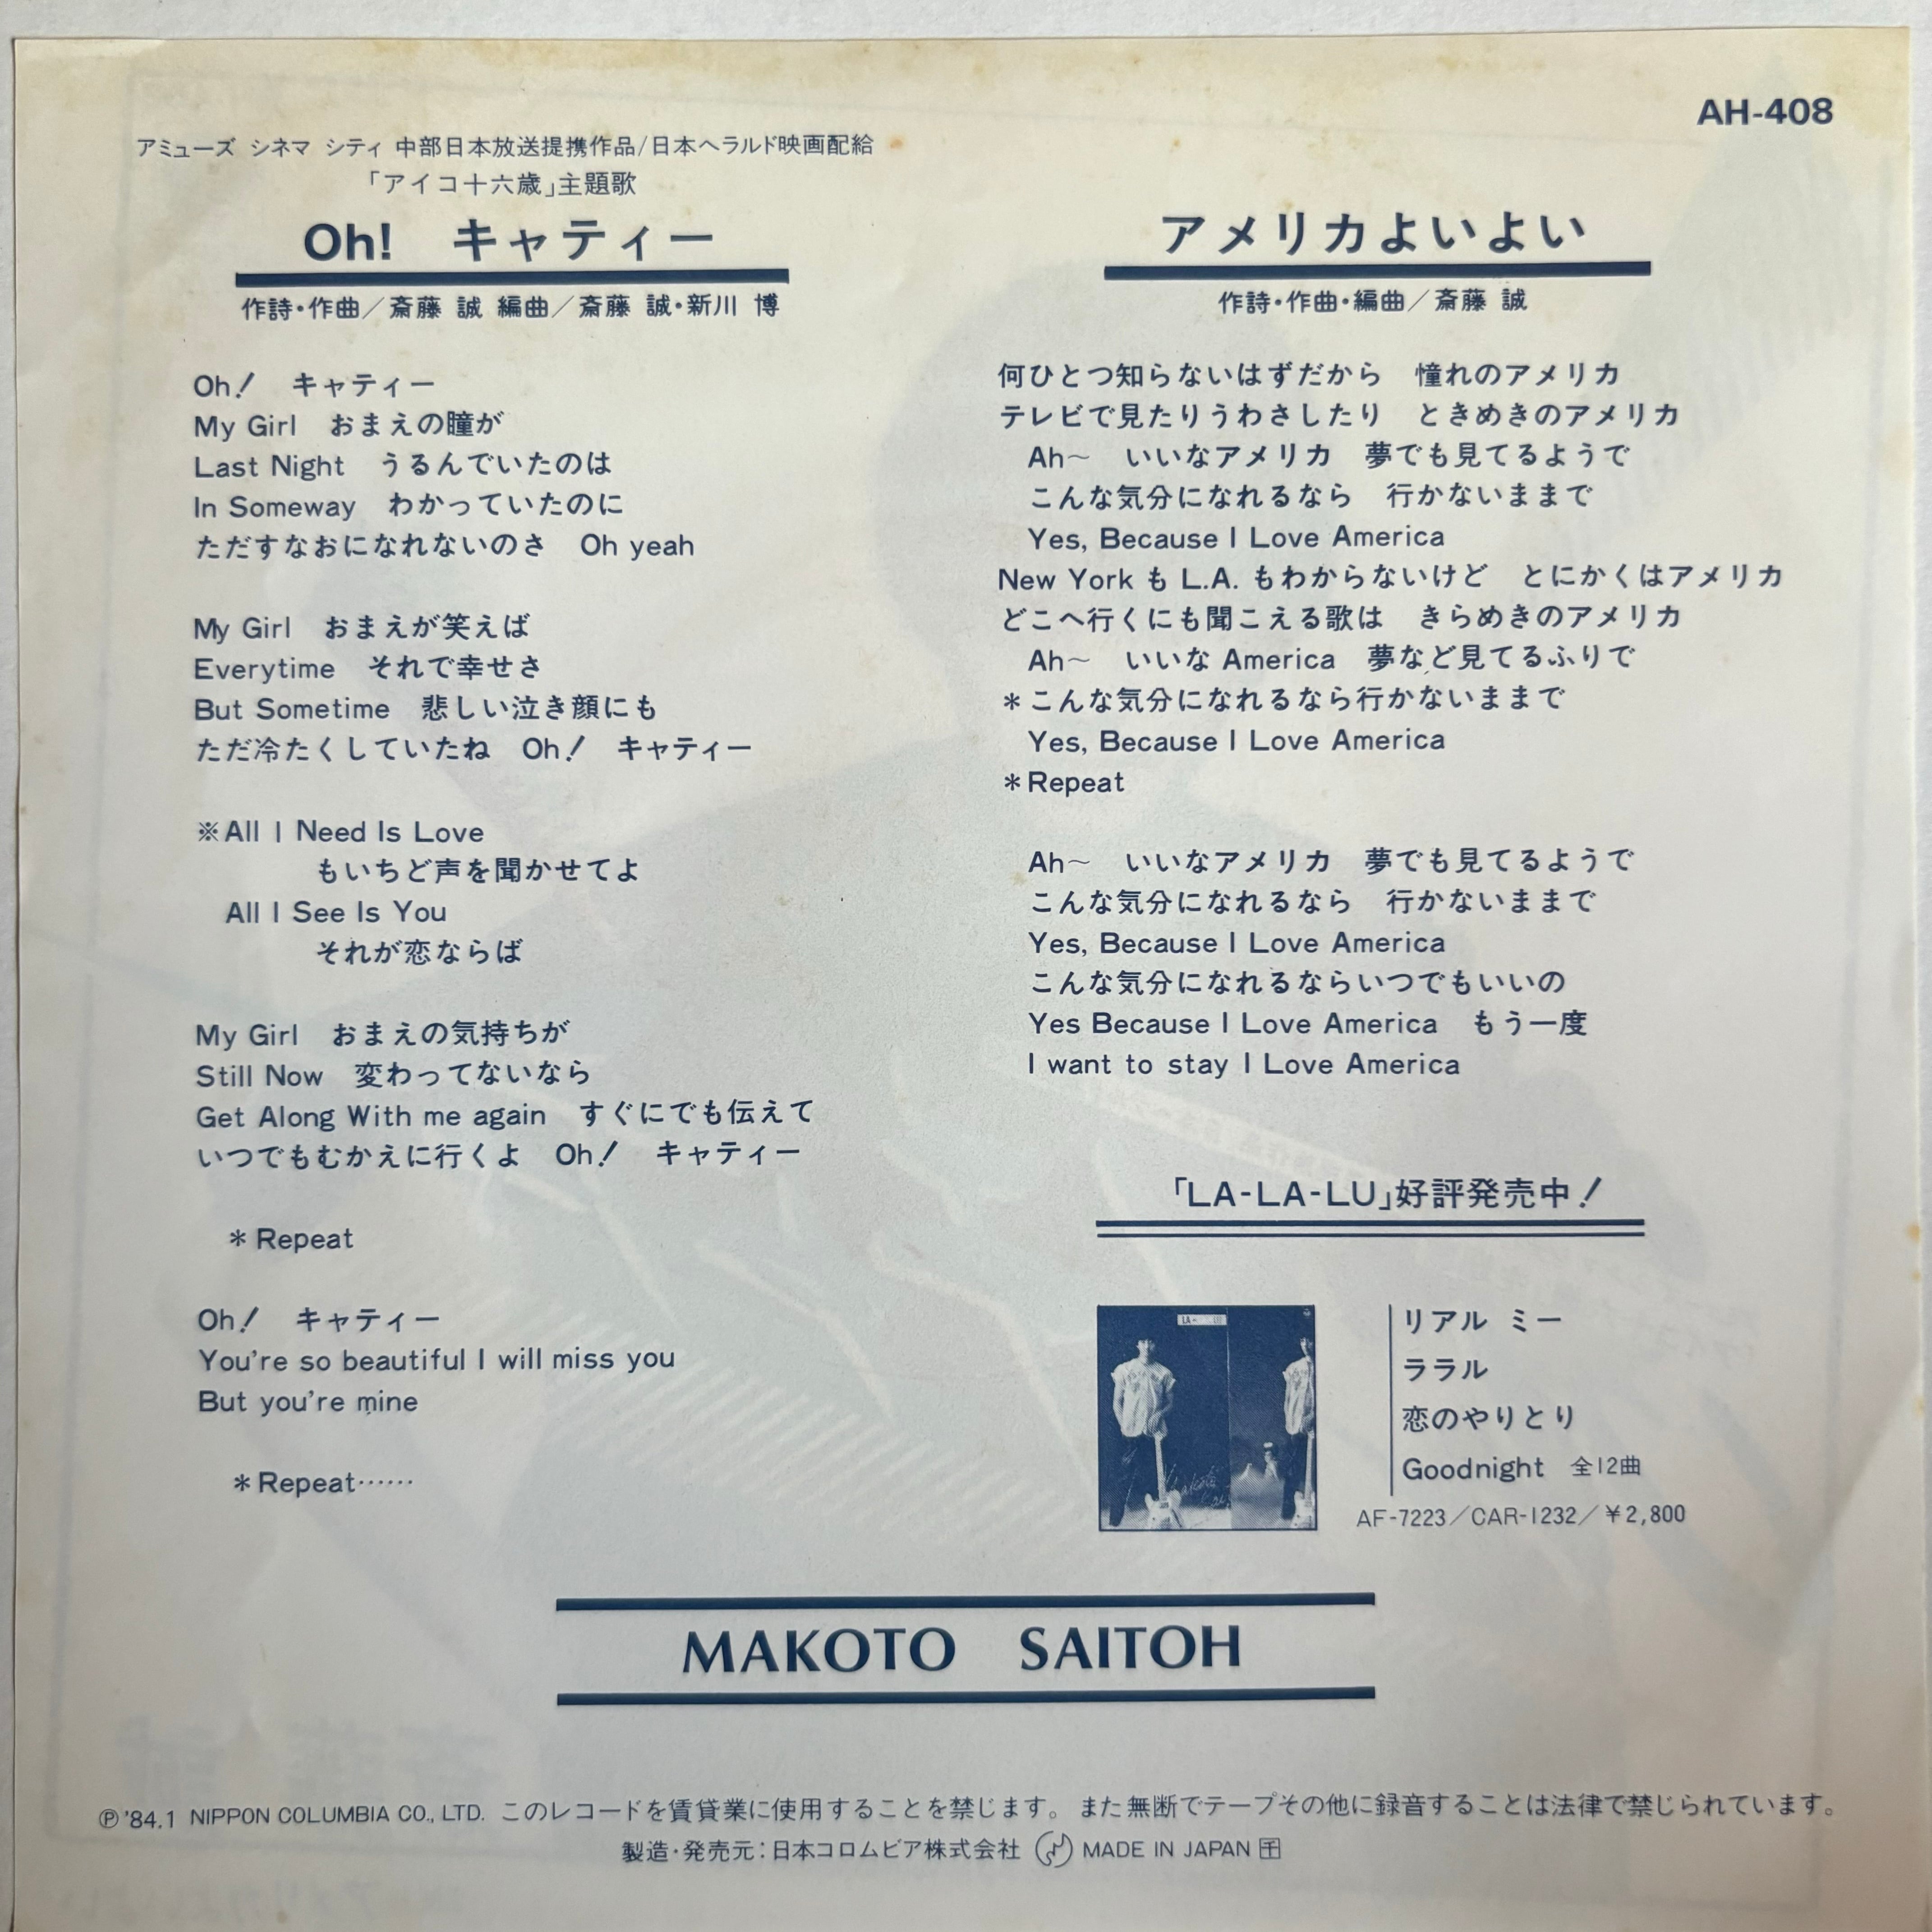 AH-408
アミューズ シネマ シティ 中部日本放送提携作品/日本ヘラルド映画配給
「アイコ十六歳」主題歌
Oh! キャティー
作詩・作曲／斎藤 誠 編曲／斎藤 誠・新川 博
Oh! キャティー
My Girl おまえの瞳が
Last Night うるんでいたのは
In Someway わかっていたのに
ただすなおになれないのさ Oh yeah
My Girl おまえが笑えば
Everytime それで幸せさ
But Sometime 悲しい泣き顔にも
ただ冷たくしていたね Oh! キャティー
※All I Need Is Love
もいちど声を聞かせてよ
All I See Is You
それが恋ならば
My Girl おまえの気持ちが
Still Now 変わってないなら
Get Along With me again すぐにでも伝えて
いつでもむかえに行くよ Oh! キャティー
＊Repeat
Oh! キャティー
You're so beautiful I will miss you
But you're mine
＊Repeat……
アメリカよいよい
作詩・作曲・編曲／斎藤 誠
何ひとつ知らないはずだから 憧れのアメリカ
テレビで見たりうわさしたり ときめきのアメリカ
Ah〜 いいなアメリカ 夢でも見てるようで
こんな気分になれるなら 行かないままで
Yes, Because I Love America
New York も L.A. もわからないけど とにかくはアメリカ
どこへ行くにも聞こえる歌は きらめきのアメリカ
Ah〜 いいな America 夢など見てるふりで
＊こんな気分になれるなら行かないままで
Yes, Because I Love America
＊Repeat
Ah〜 いいなアメリカ 夢でも見てるようで
こんな気分になれるなら 行かないままで
Yes, Because I Love America
こんな気分になれるならいつでもいいの
Yes Because I Love America もう一度
I want to stay I Love America
「LA-LA-LU」好評発売中！
リアル ミー
ララル
恋のやりとり
Goodnight 全12曲
AF-7223／CAR-1232／￥2,800
MAKOTO SAITOH
Ⓟ'84.1 NIPPON COLUMBIA CO., LTD. このレコードを賃貸業に使用することを禁じます。また無断でテープその他に録音することは法律で禁じられています。
製造・発売元：日本コロムビア株式会社 MADE IN JAPAN 千